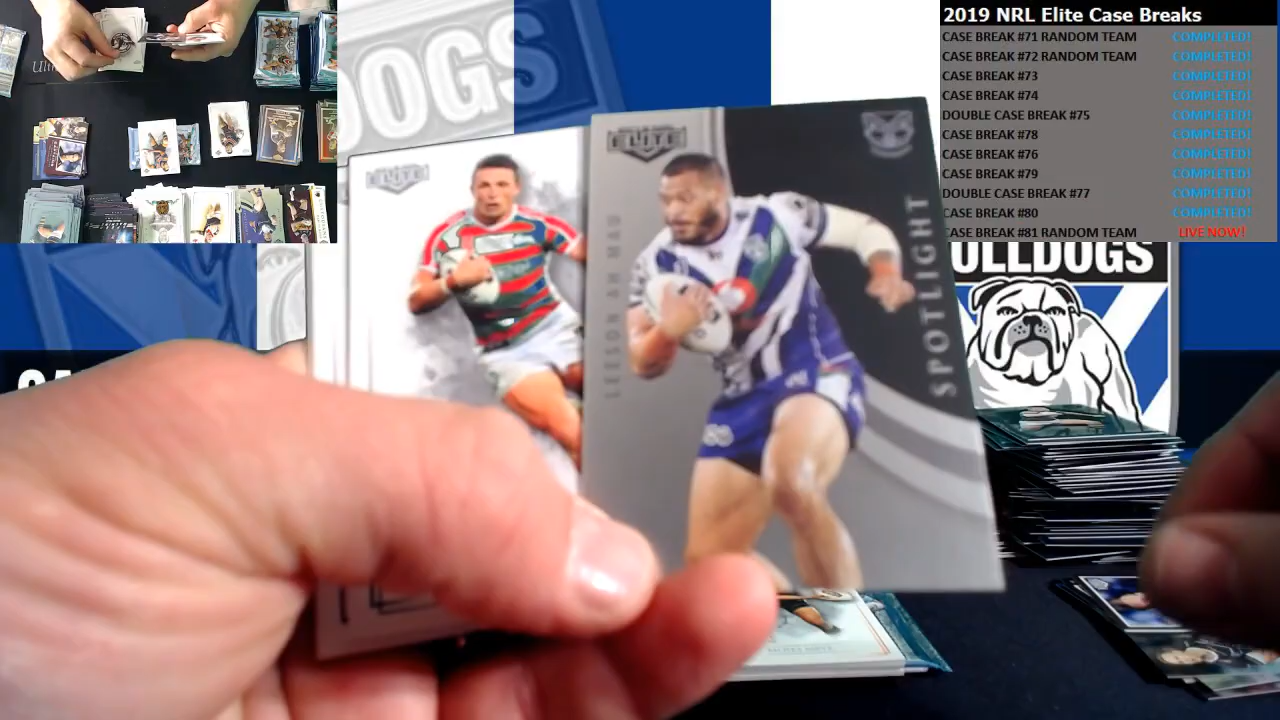 2019 NRL Elite Case Breaks
CASE BREAK #71 RANDOM TEAM COMPLETED!
CASE BREAK #72 RANDOM TEAM COMPLETED!
CASE BREAK #73 COMPLETED!
CASE BREAK #74 COMPLETED!
DOUBLE CASE BREAK #75 COMPLETED!
CASE BREAK #78 COMPLETED!
CASE BREAK #76 COMPLETED!
CASE BREAK #79 COMPLETED!
DOUBLE CASE BREAK #77 COMPLETED!
CASE BREAK #80 COMPLETED!
CASE BREAK #81 RANDOM TEAM LIVE NOW!
OGS
ELITE
ELITE
LEESON AH MAU
SPOTLIGHT
ULLDOGS